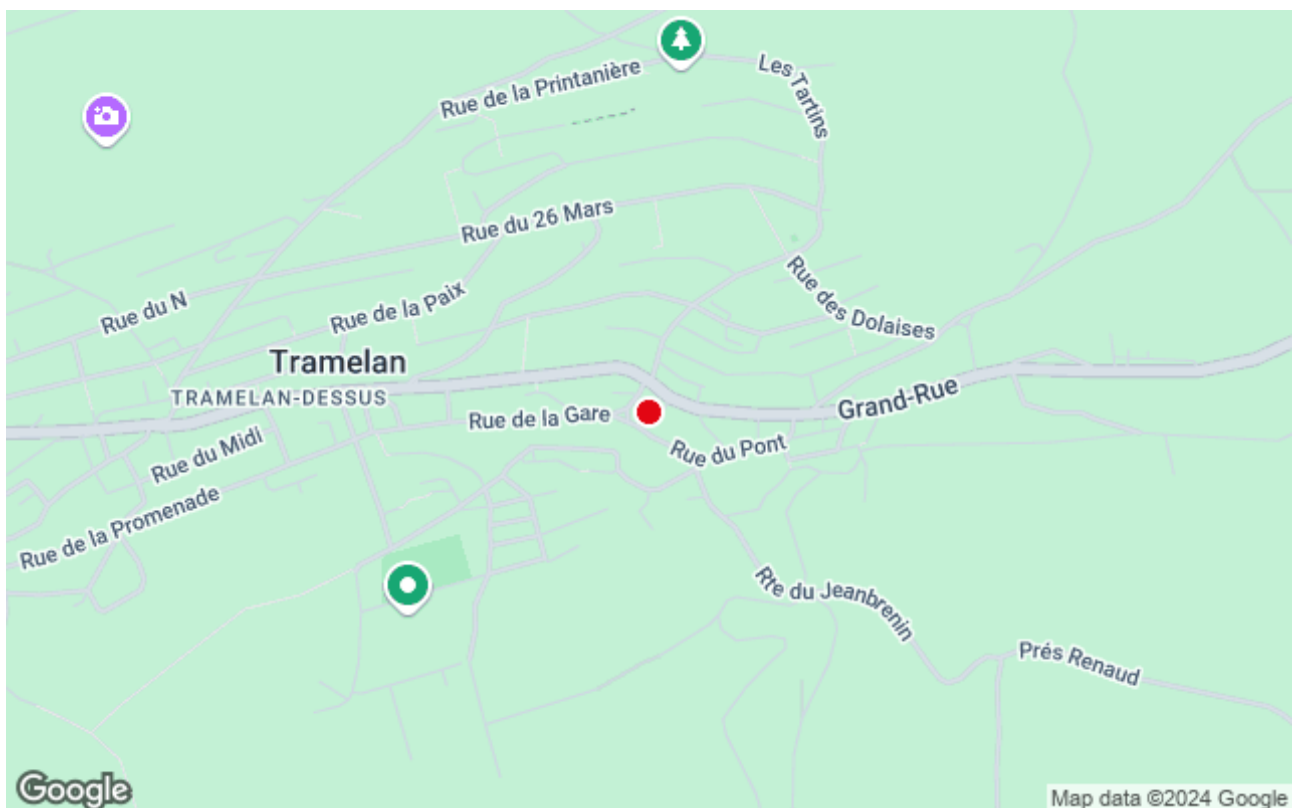 Rue de la Printanière
Les Tartins
Rue du 26 Mars
Rue du N
Rue de la Paix
Rue des Dolaises
Tramelan
TRAMELAN-DESSUS
Grand-Rue
Rue de la Gare
Rue du Midi
Rue du Pont
Rue de la Promenade
Rte du Jeanbrenin
Prés Renaud
Google
Map data ©2024 Google